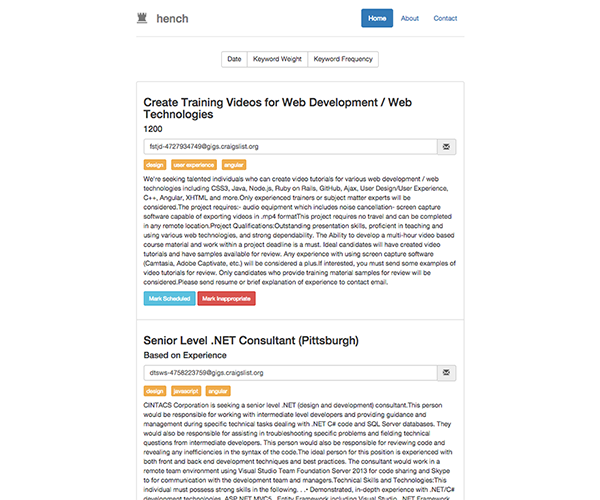 hench
Home
About
Contact
Date
Keyword Weight
Keyword Frequency
Create Training Videos for Web Development / Web
Technologies
1200
fstjd-4727934749@gigs.craigslist.org
design
user experience
angular
We're seeking talented individuals who can create video tutorials for various web development / web
technologies including CSS3, Java, Node.js, Ruby on Rails, GitHub, Ajax, User Design/User Experience,
C++, Angular, XHTML and more.Only experienced trainers or subject matter experts will be
considered.The project requires:- audio equipment which includes noise cancellation- screen capture
software capable of exporting videos in .mp4 formatThis project requires no travel and can be completed
in any remote location.Project Qualifications:Outstanding presentation skills, proficient in teaching and
using various web technologies, and strong dependability. The Ability to develop a multi-hour video based
course material and work within a project deadline is a must. Ideal candidates will have created video
tutorials and have samples available for review. Any experience with using screen capture software
(Camtasia, Adobe Captivate, etc.) will be considered a plus.If interested, you must send some examples of
video tutorials for review. Only candidates who provide training material samples for review will be
considered.Please send resume or brief explanation of experience to contact email.
Mark Scheduled
Mark Inappropriate
Senior Level .NET Consultant (Pittsburgh)
Based on Experience
dtsws-4758223759@gigs.craigslist.org
design
javascript
angular
CINTACS Corporation is seeking a senior level .NET (design and development) consultant.This person
would be responsible for working with intermediate level developers and providing guidance and
management during specific technical tasks dealing with .NET C# code and SQL Server databases. They
would also be responsible for assisting in troubleshooting specific problems and fielding technical
questions from intermediate developers. This person would also be responsible for reviewing code and
revealing any inefficiencies in the syntax of the code.The ideal person for this position is experienced with
both front and back end development techniques and best practices. The consultant would work in a
remote team environment using Visual Studio Team Foundation Server 2013 for code sharing and Skype
to for communication with the development team and managers.Technical Skills and Technologies:This
individual must possess strong skills in the following. . .• Demonstrated, in-depth experience with .NET/C#
development technologies, ASP.NET MVC5 , Entity Framework including Visual Studio, .NET Framework